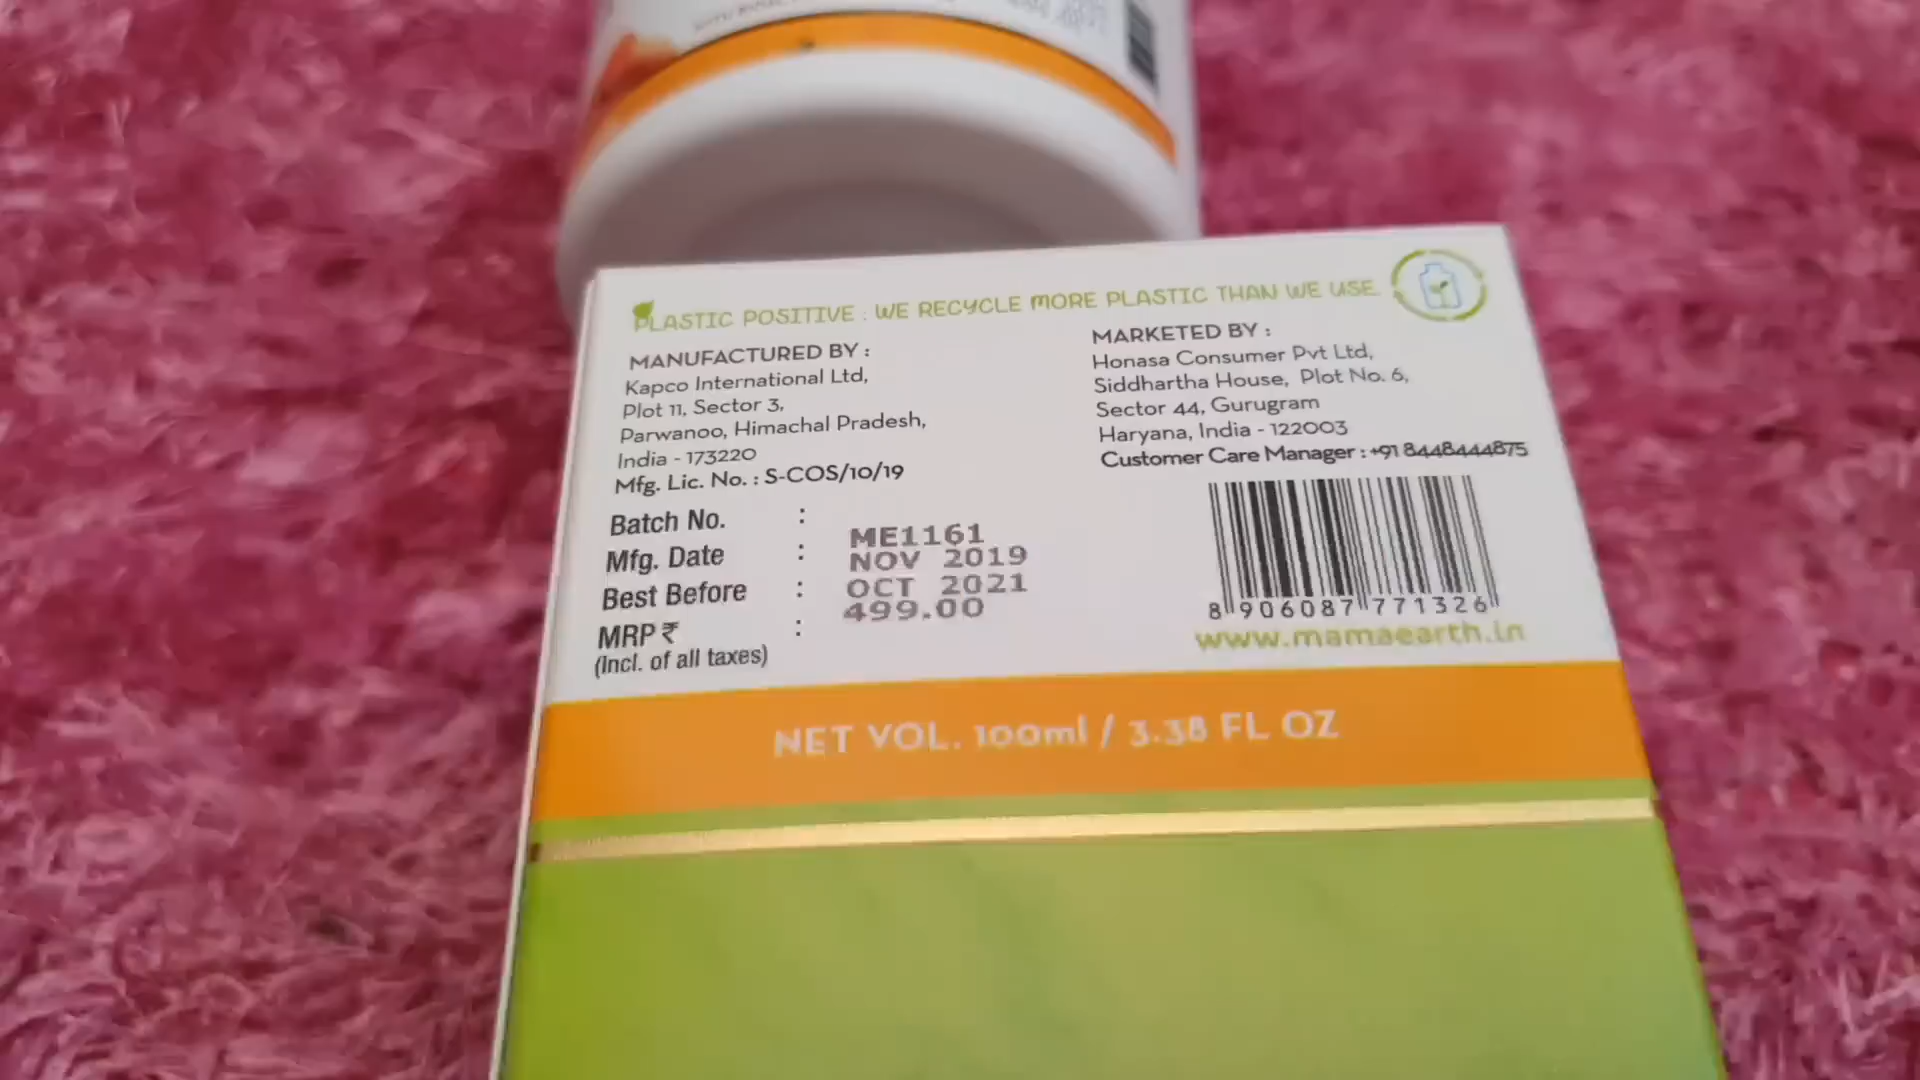 PLASTIC POSITIVE : WE RECYCLE MORE PLASTIC THAN WE USE
MANUFACTURED BY :
Kapco International Ltd,
Plot 11, Sector 3,
Parwanoo, Himachal Pradesh,
India - 173220
Mfg. Lic. No. : S-COS/10/19
MARKETED BY :
Honasa Consumer Pvt Ltd,
Siddhartha House, Plot No. 6,
Sector 44, Gurugram
Haryana, India - 122003
Customer Care Manager : +91 8448444875
Batch No. : ME1161
Mfg. Date : NOV 2019
Best Before : OCT 2021
MRP ₹ : 499.00
(Incl. of all taxes)
8 906087 771326
www.mamaearth.in
NET VOL. 100ml / 3.38 FL OZ